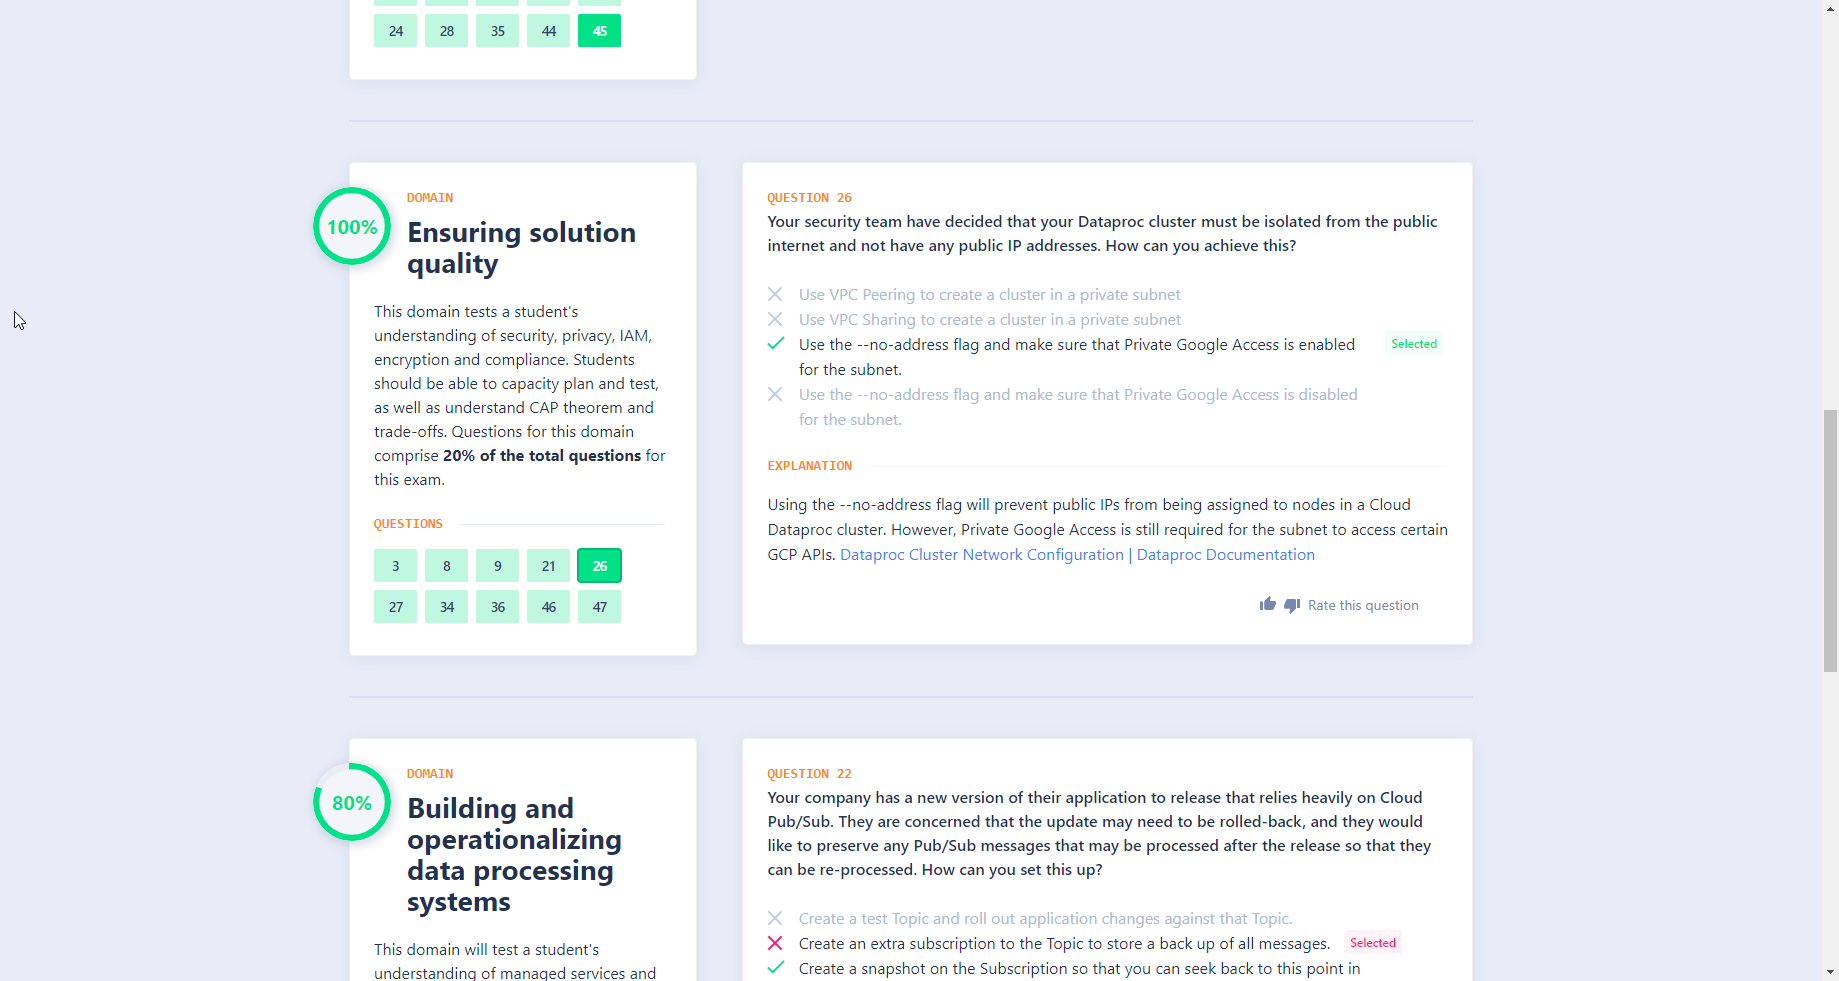 24 28 35 44 45
100%
DOMAIN
Ensuring solution
quality
This domain tests a student's
understanding of security, privacy, IAM,
encryption and compliance. Students
should be able to capacity plan and test,
as well as understand CAP theorem and
trade-offs. Questions for this domain
comprise 20% of the total questions for
this exam.
QUESTIONS
3 8 9 21 26
27 34 36 46 47
QUESTION 26
Your security team have decided that your Dataproc cluster must be isolated from the public
internet and not have any public IP addresses. How can you achieve this?
Use VPC Peering to create a cluster in a private subnet
Use VPC Sharing to create a cluster in a private subnet
Use the --no-address flag and make sure that Private Google Access is enabled Selected
for the subnet.
Use the --no-address flag and make sure that Private Google Access is disabled
for the subnet.
EXPLANATION
Using the --no-address flag will prevent public IPs from being assigned to nodes in a Cloud
Dataproc cluster. However, Private Google Access is still required for the subnet to access certain
GCP APIs. Dataproc Cluster Network Configuration | Dataproc Documentation
Rate this question
80%
DOMAIN
Building and
operationalizing
data processing
systems
This domain will test a student's
understanding of managed services and
QUESTION 22
Your company has a new version of their application to release that relies heavily on Cloud
Pub/Sub. They are concerned that the update may need to be rolled-back, and they would
like to preserve any Pub/Sub messages that may be processed after the release so that they
can be re-processed. How can you set this up?
Create a test Topic and roll out application changes against that Topic.
Create an extra subscription to the Topic to store a back up of all messages. Selected
Create a snapshot on the Subscription so that you can seek back to this point in